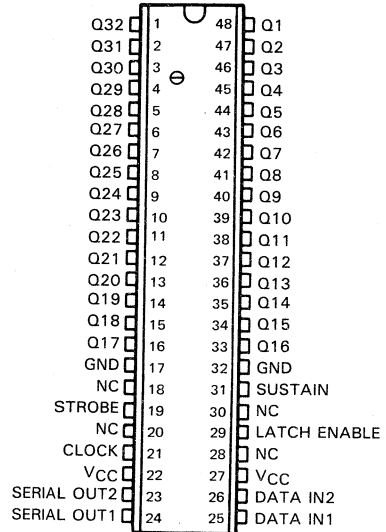 Q32 1 48 Q1
Q31 2 47 Q2
Q30 3 46 Q3
Q29 4 45 Q4
Q28 5 44 Q5
Q27 6 43 Q6
Q26 7 42 Q7
Q25 8 41 Q8
Q24 9 40 Q9
Q23 10 39 Q10
Q22 11 38 Q11
Q21 12 37 Q12
Q20 13 36 Q13
Q19 14 35 Q14
Q18 15 34 Q15
Q17 16 33 Q16
GND 17 32 GND
NC 18 31 SUSTAIN
STROBE 19 30 NC
NC 20 29 LATCH ENABLE
CLOCK 21 28 NC
VCC 22 27 VCC
SERIAL OUT2 23 26 DATA IN2
SERIAL OUT1 24 25 DATA IN1